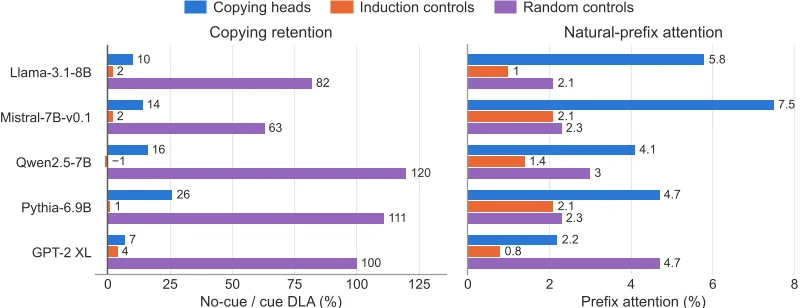 Copying heads Induction controls Random controls
Copying retention
Natural-prefix attention
Llama-3.1-8B 10 2 82
5.8 1 2.1
Mistral-7B-v0.1 14 2 63
7.5 2.1 2.3
Qwen2.5-7B 16 −1 120
4.1 1.4 3
Pythia-6.9B 26 1 111
4.7 2.1 2.3
GPT-2 XL 7 4 100
2.2 0.8 4.7
0 25 50 75 100 125
0 2 4 6 8
No-cue / cue DLA (%)
Prefix attention (%)